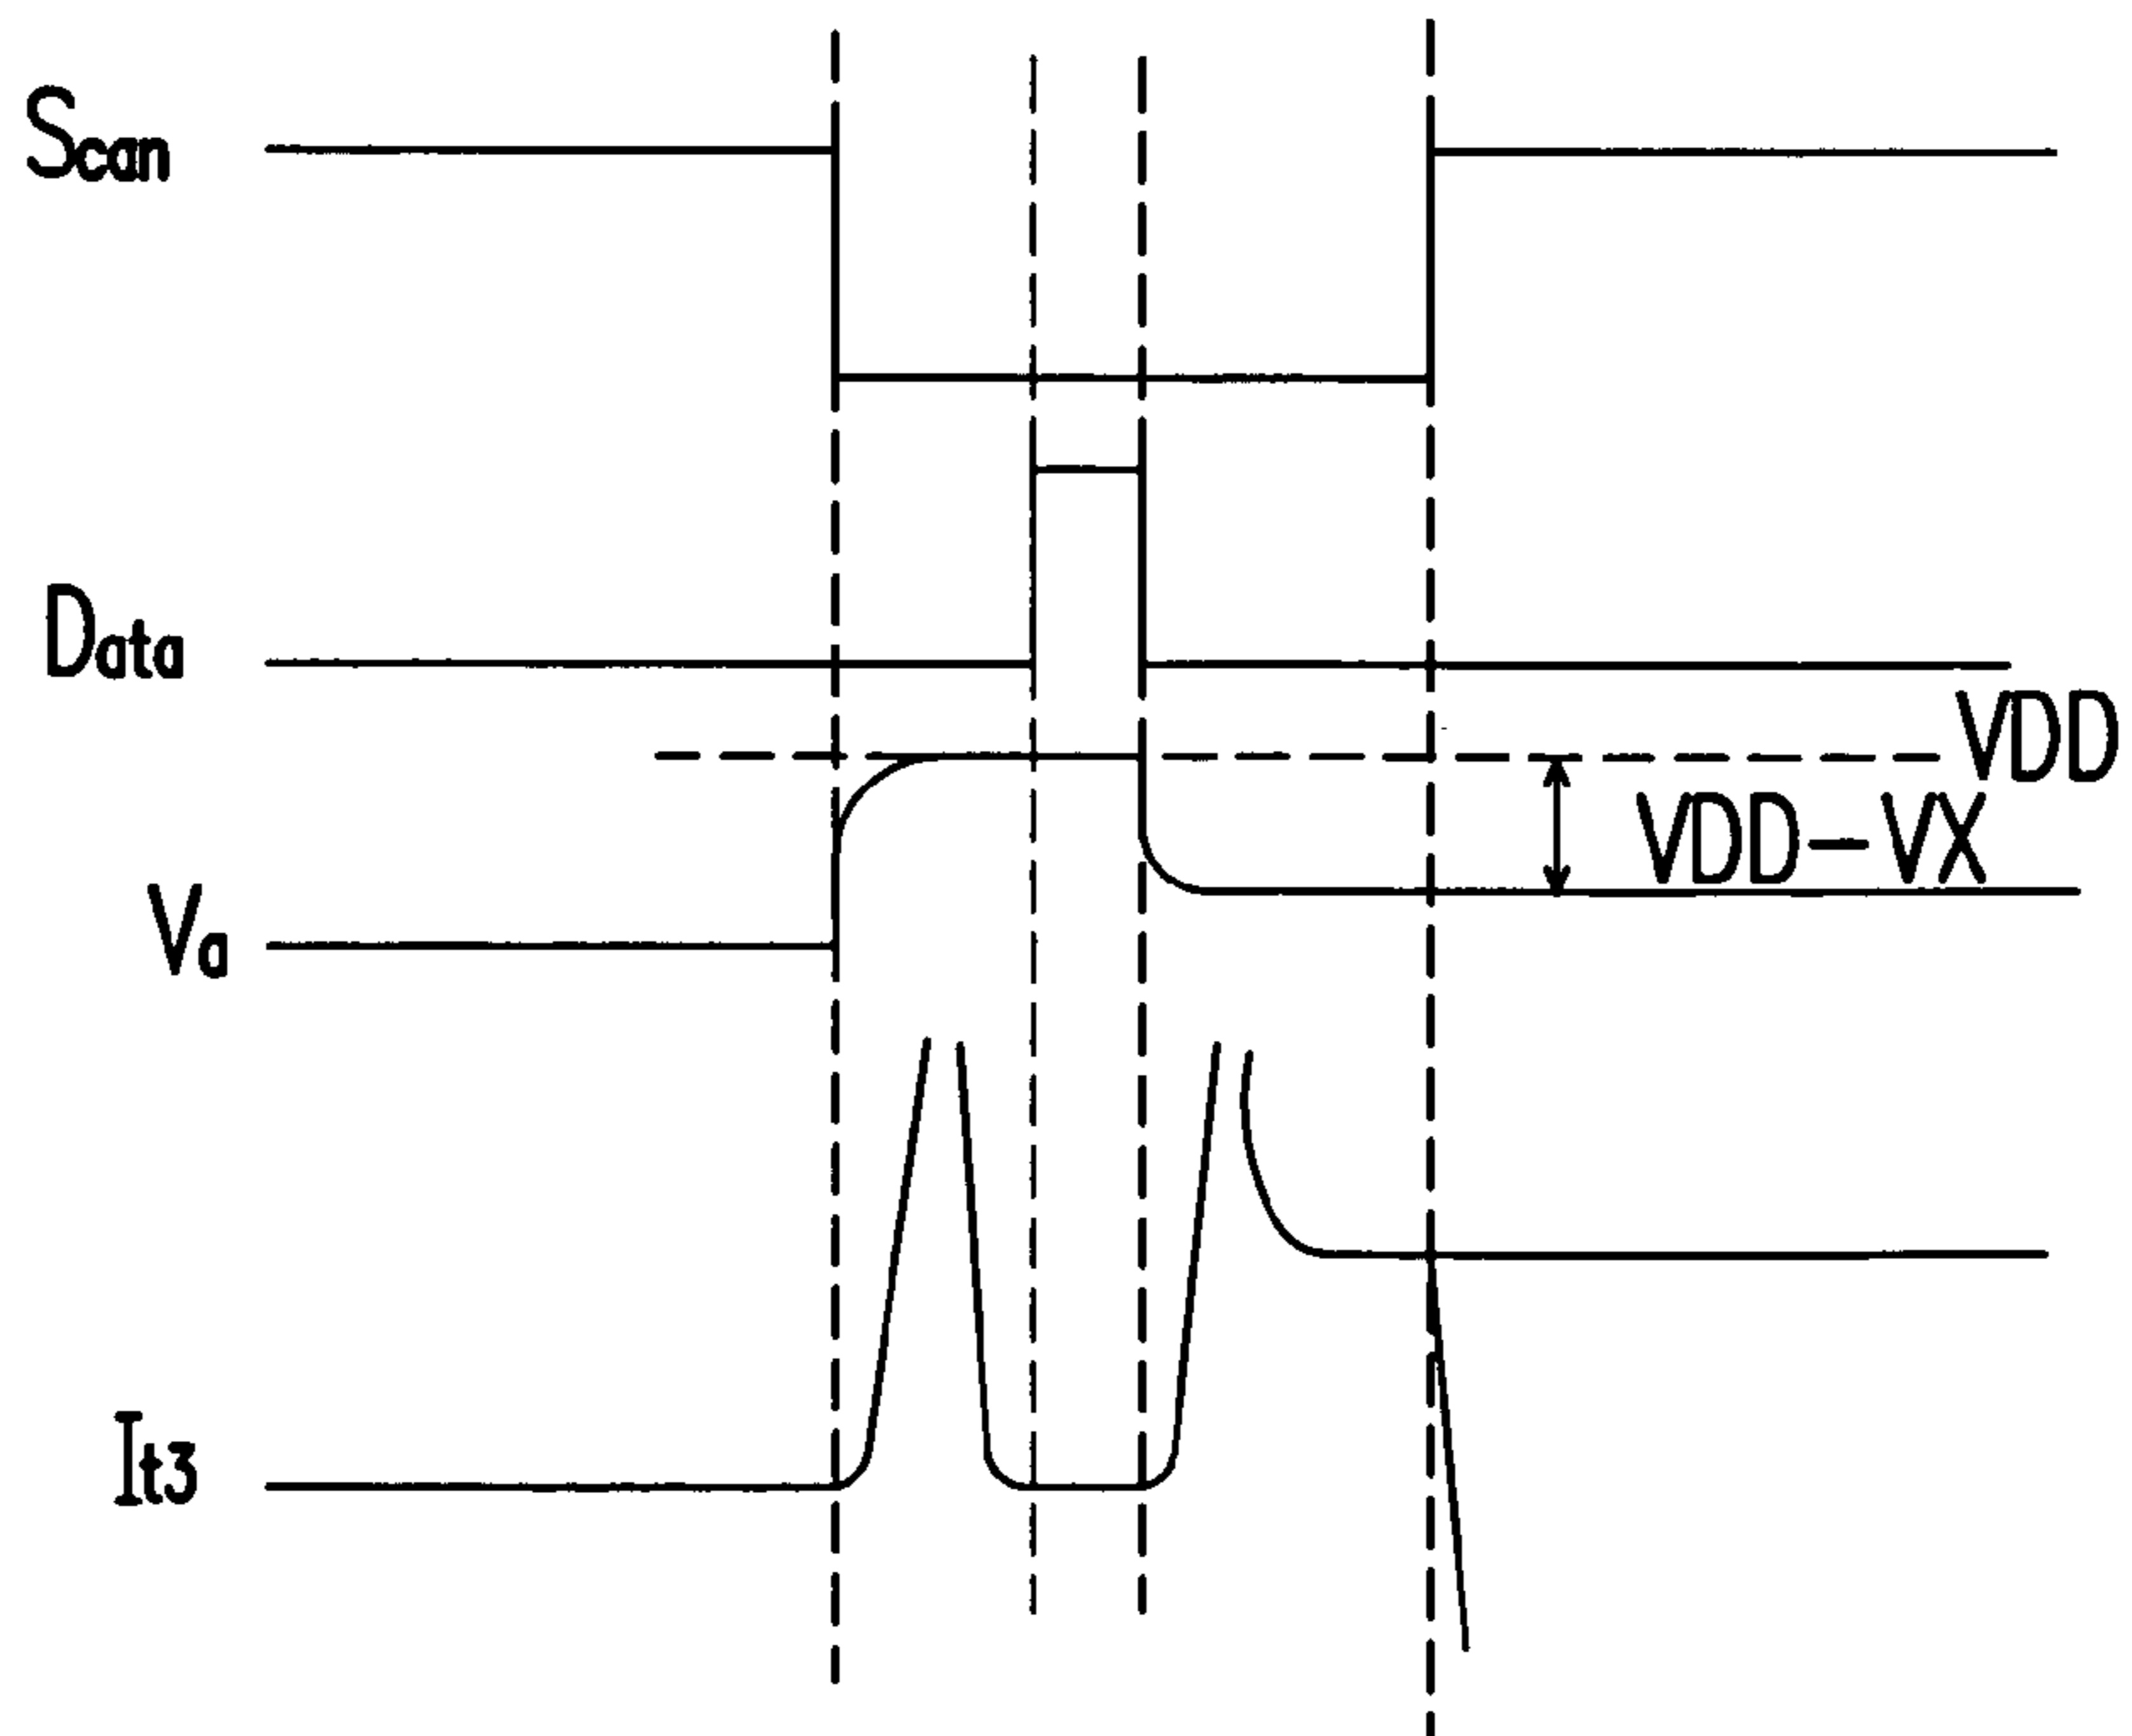 Scan
Data
VDD
VDD-VX
Va
It3